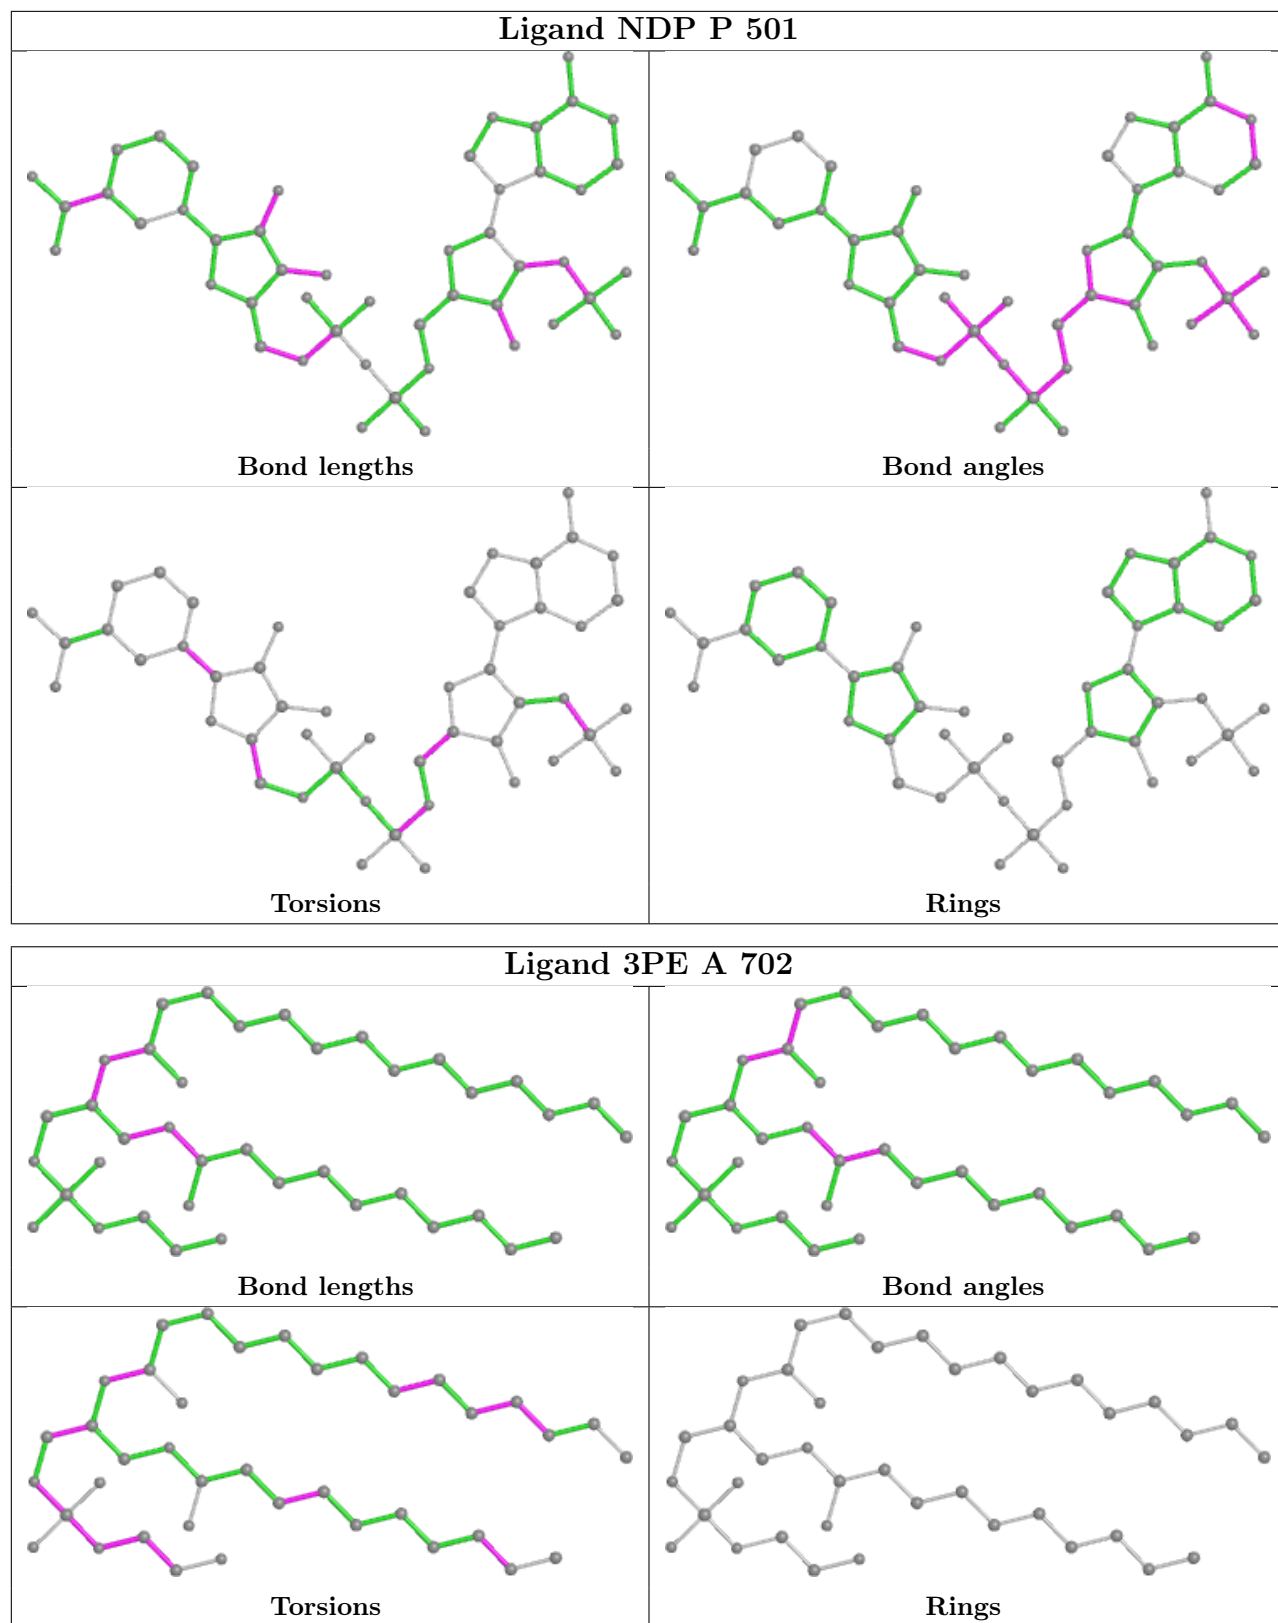 Ligand NDP P 501
Bond lengths
Bond angles
Torsions
Rings
Ligand 3PE A 702
Bond lengths
Bond angles
Torsions
Rings